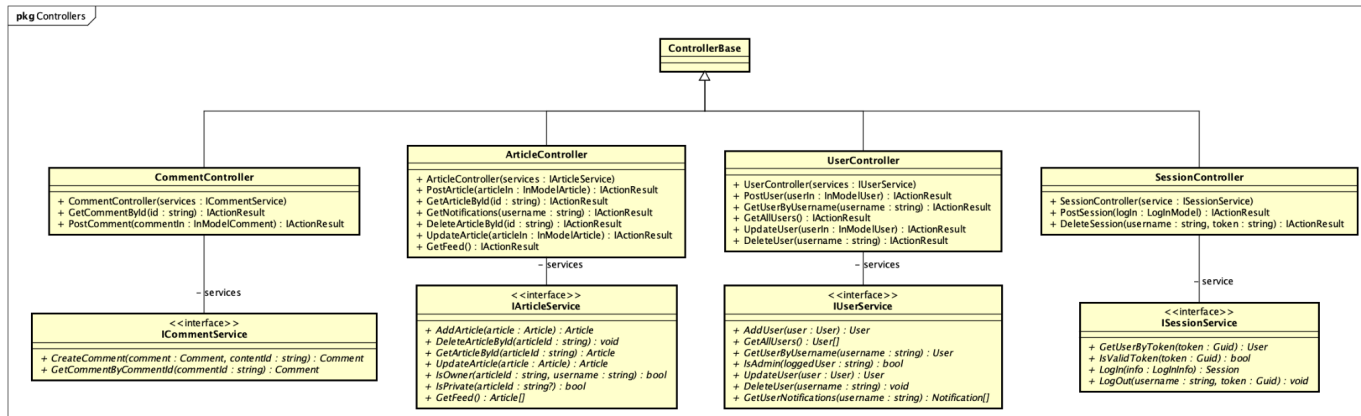 pkg Controllers
ControllerBase
CommentController
+ CommentController(services : ICommentService)
+ GetCommentById(id : string) : IActionResult
+ PostComment(commentIn : InModelComment) : IActionResult
ArticleController
+ ArticleController(services : IArticleService)
+ PostArticle(articleIn : InModelArticle) : IActionResult
+ GetArticleById(id : string) : IActionResult
+ GetNotifications(username : string) : IActionResult
+ DeleteArticleById(id : string) : IActionResult
+ UpdateArticle(articleIn : InModelArticle) : IActionResult
+ GetFeed() : IActionResult
UserController
+ UserController(services : IUserService)
+ PostUser(userIn : InModelUser) : IActionResult
+ GetUserByUsername(username : string) : IActionResult
+ GetAllUsers() : IActionResult
+ UpdateUser(userIn : InModelUser) : IActionResult
+ DeleteUser(username : string) : IActionResult
SessionController
+ SessionController(service : ISessionService)
+ PostSession(logIn : LogInModel) : IActionResult
+ DeleteSession(username : string, token : string) : IActionResult
- services
- services
- services
- service
<<interface>>
ICommentService
+ CreateComment(comment : Comment, contentId : string) : Comment
+ GetCommentByCommentId(commentId : string) : Comment
<<interface>>
IArticleService
+ AddArticle(article : Article) : Article
+ DeleteArticleById(articleId : string) : void
+ GetArticleById(articleId : string) : Article
+ UpdateArticle(article : Article) : Article
+ IsOwner(articleId : string, username : string) : bool
+ IsPrivate(articleId : string?) : bool
+ GetFeed() : Article[]
<<interface>>
IUserService
+ AddUser(user : User) : User
+ GetAllUsers() : User[]
+ GetUserByUsername(username : string) : User
+ IsAdmin(loggedUser : string) : bool
+ UpdateUser(user : User) : User
+ DeleteUser(username : string) : void
+ GetUserNotifications(username : string) : Notification[]
<<interface>>
ISessionService
+ GetUserByToken(token : Guid) : User
+ IsValidToken(token : Guid) : bool
+ LogIn(info : LogInInfo) : Session
+ LogOut(username : string, token : Guid) : void